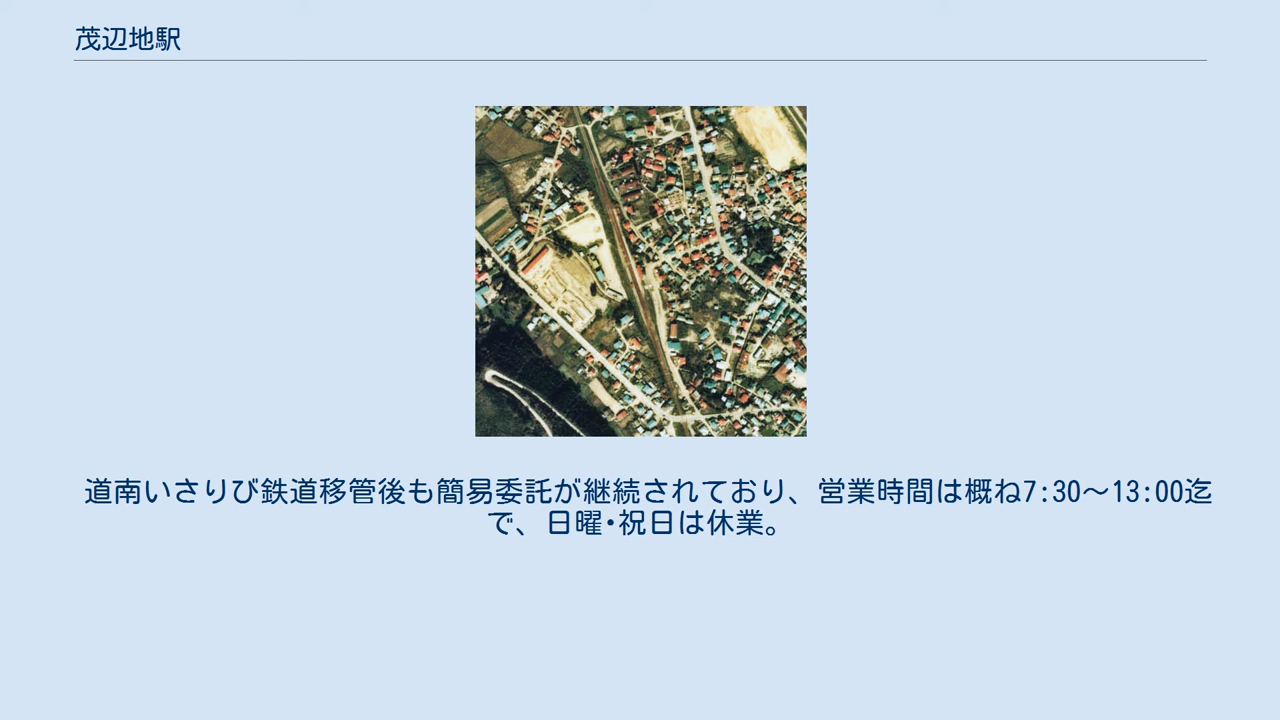 茂辺地駅
道南いさりび鉄道移管後も簡易委託が継続されており、営業時間は概ね7:30〜13:00迄
で、日曜･祝日は休業。